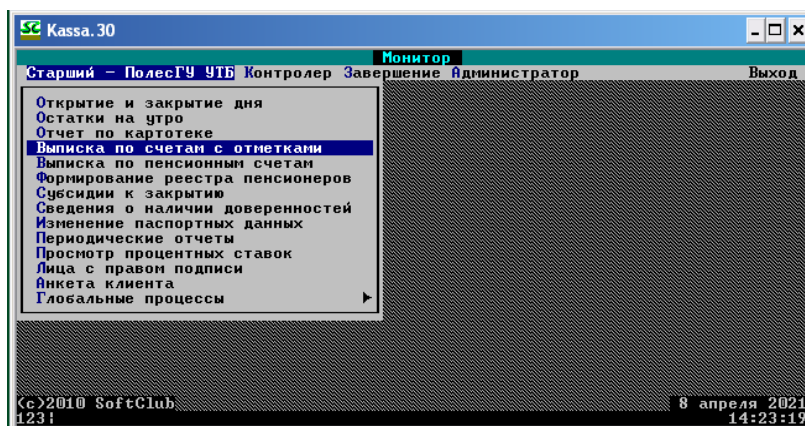 SC Kassa.30
Монитор
Старший – ПолесГУ УТБ Контролер Завершение Администратор Выход
Открытие и закрытие дня
Остатки на утро
Отчет по картотеке
Выписка по счетам с отметками
Выписка по пенсионным счетам
Формирование реестра пенсионеров
Субсидии к закрытию
Сведения о наличии доверенностей
Изменение паспортных данных
Периодические отчеты
Просмотр процентных ставок
Лица с правом подписи
Анкета клиента
Глобальные процессы
(c)2010 SoftClub 8 апреля 2021
123¦ 14:23:19